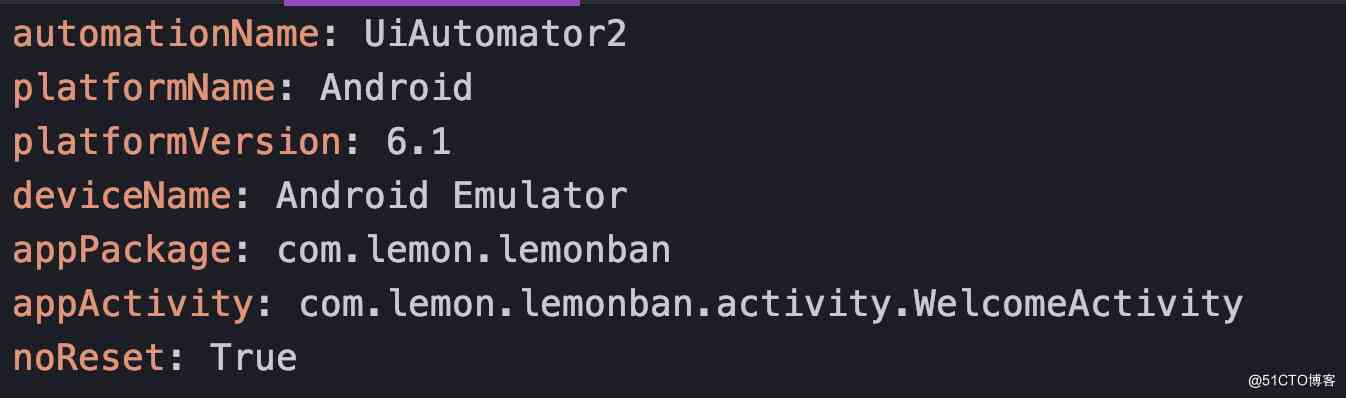 automationName: UiAutomator2
platformName: Android
platformVersion: 6.1
deviceName: Android Emulator
appPackage: com.lemon.lemonban
appActivity: com.lemon.lemonban.activity.WelcomeActivity
noReset: True
@51CTO博客